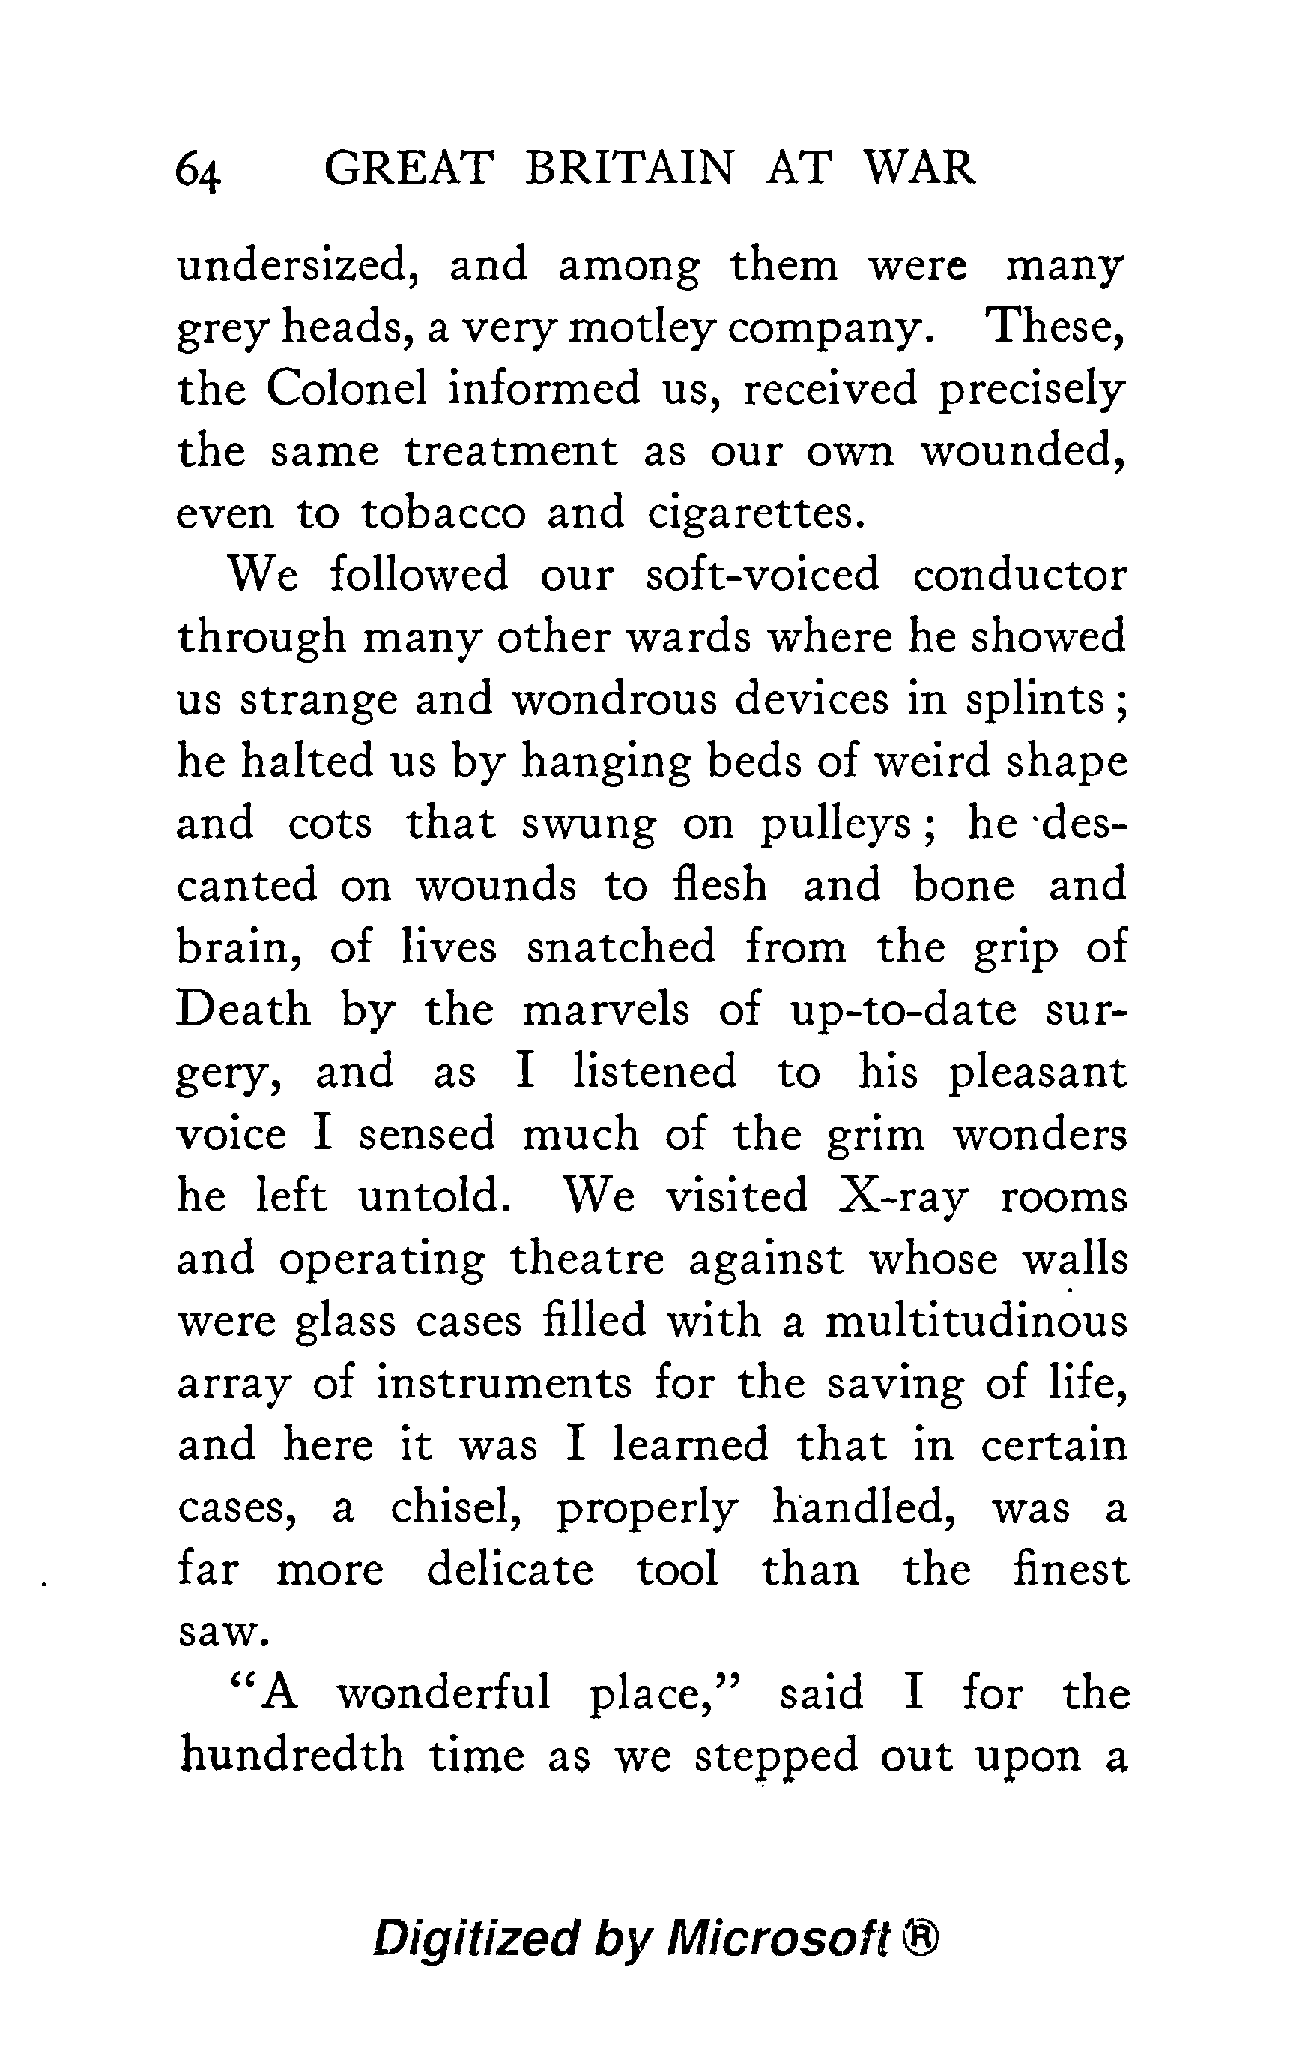 64 GREAT BRITAIN AT WAR
undersized, and among them were many
grey heads, a very motley company. These,
the Colonel informed us, received precisely
the same treatment as our own wounded,
even to tobacco and cigarettes.
We followed our soft-voiced conductor
through many other wards where he showed
us strange and wondrous devices in splints ;
he halted us by hanging beds of weird shape
and cots that swung on pulleys ; he des-
canted on wounds to flesh and bone and
brain, of lives snatched from the grip of
Death by the marvels of up-to-date sur-
gery, and as I listened to his pleasant
voice I sensed much of the grim wonders
he left untold. We visited X-ray rooms
and operating theatre against whose walls
were glass cases filled with a multitudinous
array of instruments for the saving of life,
and here it was I learned that in certain
cases, a chisel, properly handled, was a
far more delicate tool than the finest
saw.
“A wonderful place,” said I for the
hundredth time as we stepped out upon a
Digitized by Microsoft ®